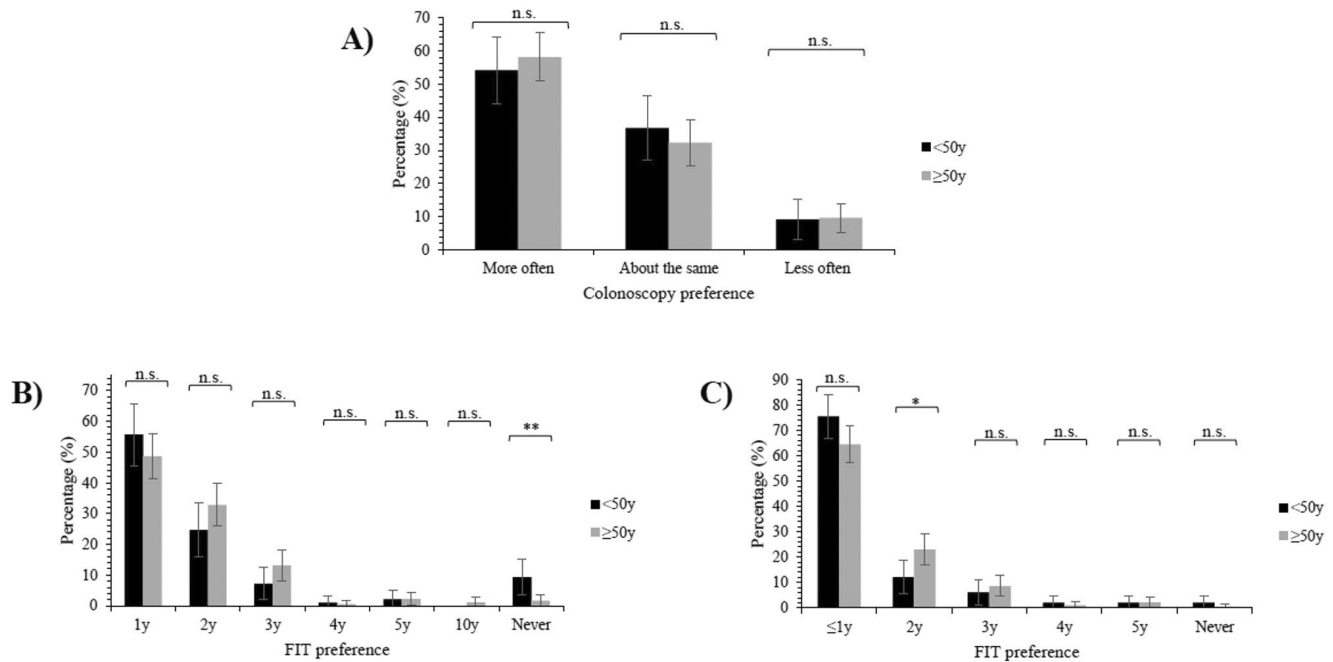 A)
n.s.
n.s.
n.s.
70
60
50
40
30
20
10
0
Percentage (%)
More often
About the same
Less often
Colonoscopy preference
<50y
≥50y
B)
n.s.
n.s.
n.s.
n.s.
n.s.
n.s.
**
70
60
50
40
30
20
10
0
Percentage (%)
1y
2y
3y
4y
5y
10y
Never
FIT preference
<50y
≥50y
C)
n.s.
*
n.s.
n.s.
n.s.
n.s.
90
80
70
60
50
40
30
20
10
0
Percentage (%)
≤1y
2y
3y
4y
5y
Never
FIT preference
<50y
≥50y